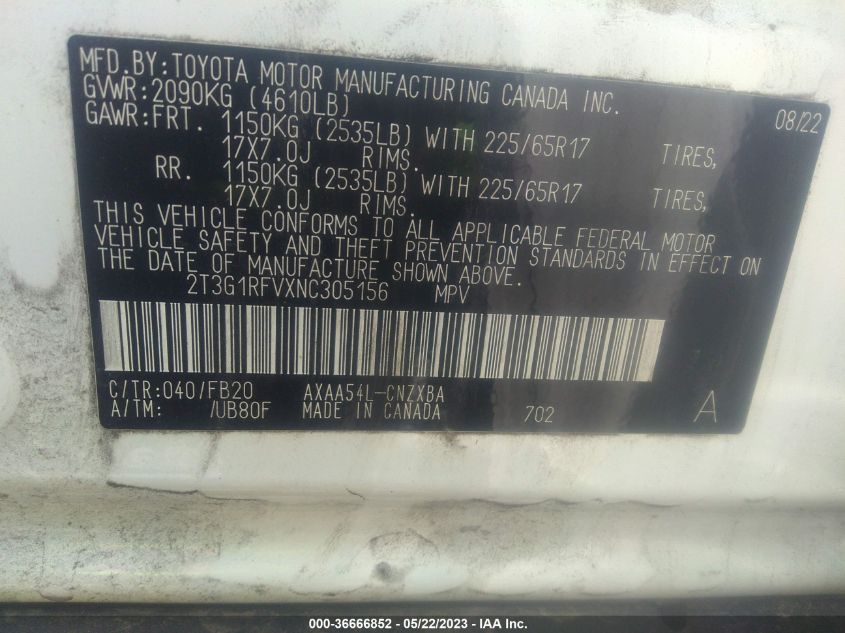 MFD.BY:TOYOTA MOTOR MANUFACTURING CANADA INC.
08/22
GVWR:2090KG (4610LB)
GAWR:FRT. 1150KG (2535LB) WITH 225/65R17 TIRES,
17X7.0J RIMS.
RR. 1150KG (2535LB) WITH 225/65R17 TIRES,
17X7.0J RIMS.
THIS VEHICLE CONFORMS TO ALL APPLICABLE FEDERAL MOTOR
VEHICLE SAFETY AND THEFT PREVENTION STANDARDS IN EFFECT ON
THE DATE OF MANUFACTURE SHOWN ABOVE.
2T3G1RFVXNC305156 MPV
C/TR:040/FB20 AXAA54L-CNZXBA
A/TM: /UB80F MADE IN CANADA 702 A
000-36666852 - 05/22/2023 - IAA Inc.